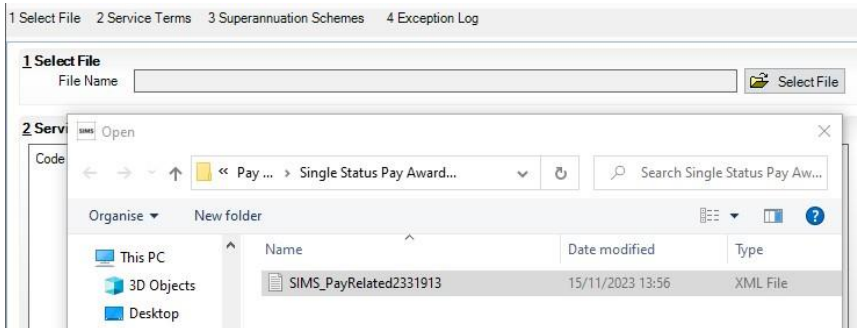 1 Select File 2 Service Terms 3 Superannuation Schemes 4 Exception Log
1 Select File
File Name
Select File
2 Servi
SIMS Open
Code
« Pay ... › Single Status Pay Award...
Search Single Status Pay Aw...
Organise
New folder
This PC
Name
Date modified
Type
3D Objects
SIMS_PayRelated2331913
15/11/2023 13:56
XML File
Desktop